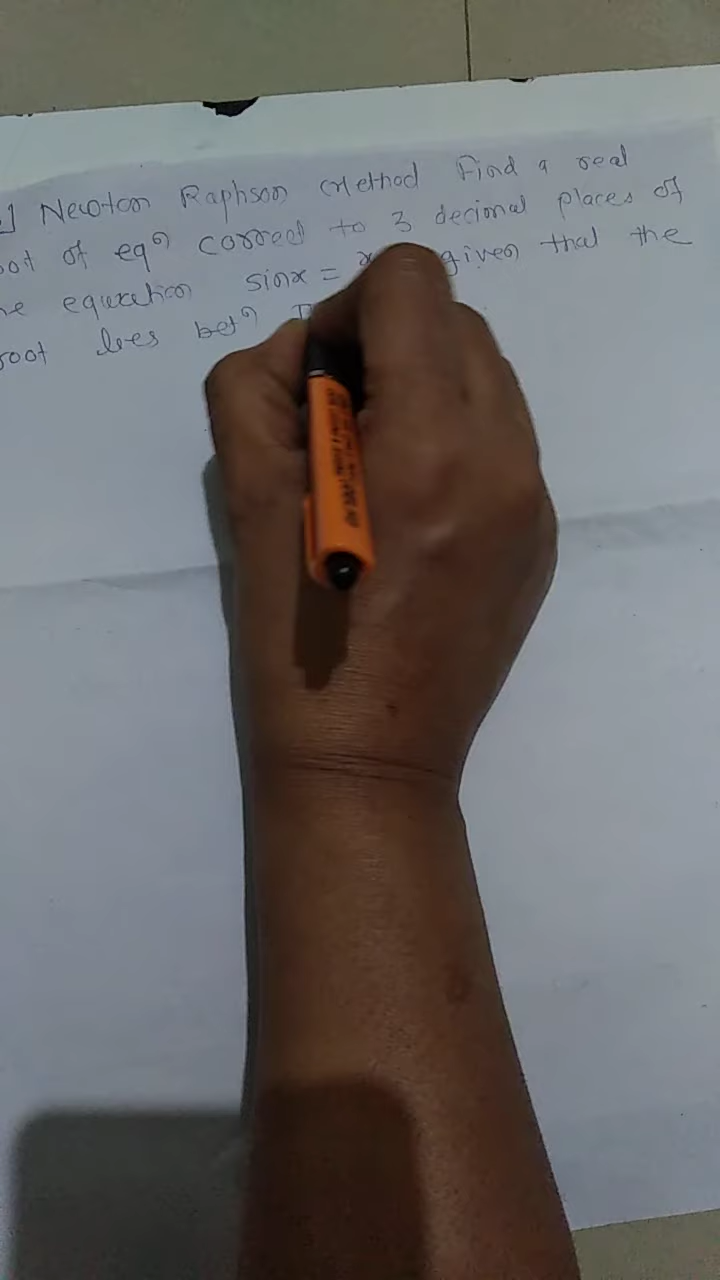 ] Newton Raphson Method Find a real
oot of eqn correct to 3 decimal places of
he equation sinx = given that the
root lies betn